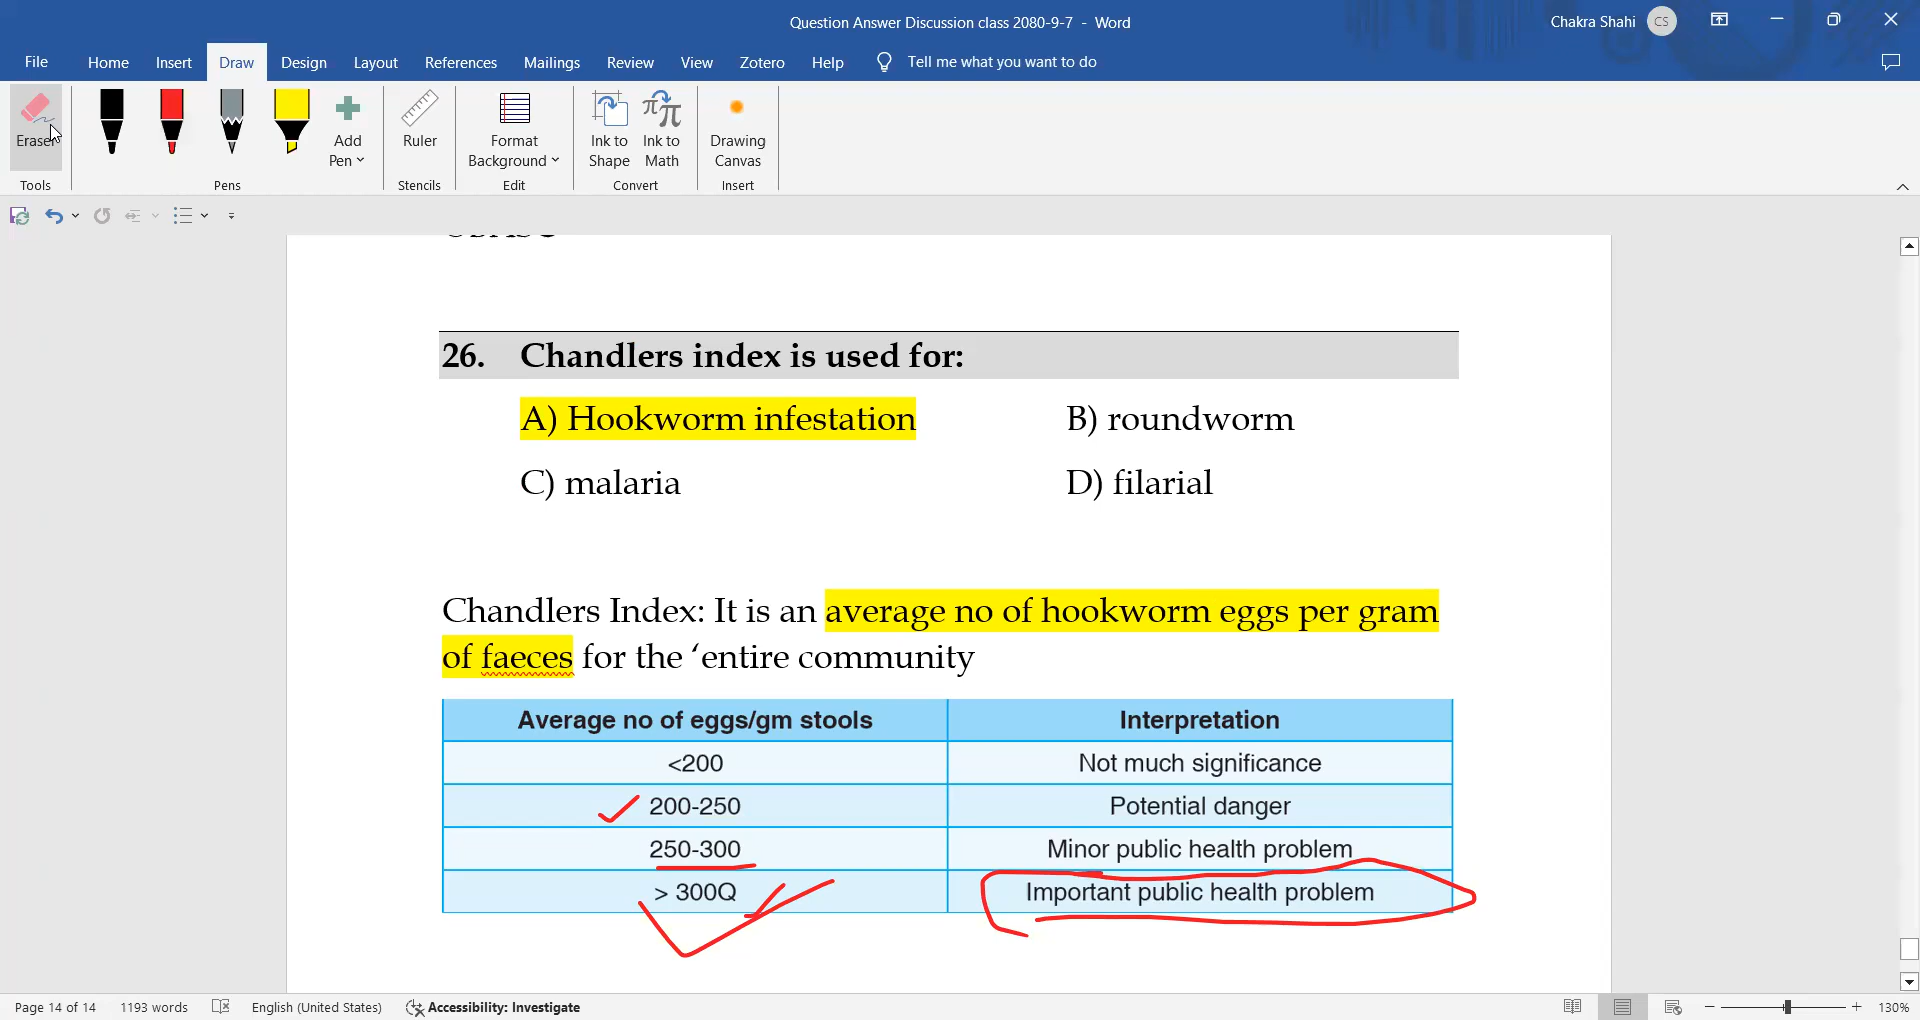 Question Answer Discussion class 2080-9-7 - Word
Chakra Shahi CS
File Home Insert Draw Design Layout References Mailings Review View Zotero Help Tell me what you want to do
Eraser
Add Pen
Ruler
Format Background
Ink to Shape
Ink to Math
Drawing Canvas
Tools Pens Stencils Edit Convert Insert
26. Chandlers index is used for:
A) Hookworm infestation B) roundworm
C) malaria D) filarial
Chandlers Index: It is an average no of hookworm eggs per gram
of faeces for the ‘entire community
Average no of eggs/gm stools Interpretation
<200 Not much significance
200-250 Potential danger
250-300 Minor public health problem
> 300Q Important public health problem
Page 14 of 14 1193 words English (United States) Accessibility: Investigate 130%